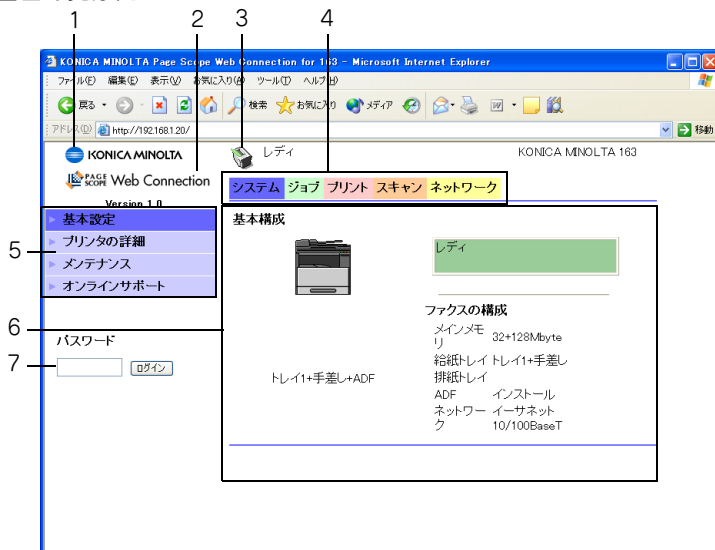 1 2 3 4
KONICA MINOLTA Page Scope Web Connection for 163 - Microsoft Internet Explorer
ファイル(F) 編集(E) 表示(V) お気に入り(A) ツール(T) ヘルプ(H)
戻る 検索 お気に入り メディア
アドレス(D) http://192.168.1.20/ 移動
KONICA MINOLTA レディ KONICA MINOLTA 163
PAGE SCOPE Web Connection
Version 1.0
システム ジョブ プリント スキャン ネットワーク
5
基本設定
プリンタの詳細
メンテナンス
オンラインサポート
6
パスワード
7
ログイン
基本構成
レディ
トレイ1+手差し+ADF
ファクスの構成
メインメモリ 32+128Mbyte
給紙トレイ トレイ1+手差し
排紙トレイ
ADF インストール
ネットワーク イーサネット
10/100BaseT